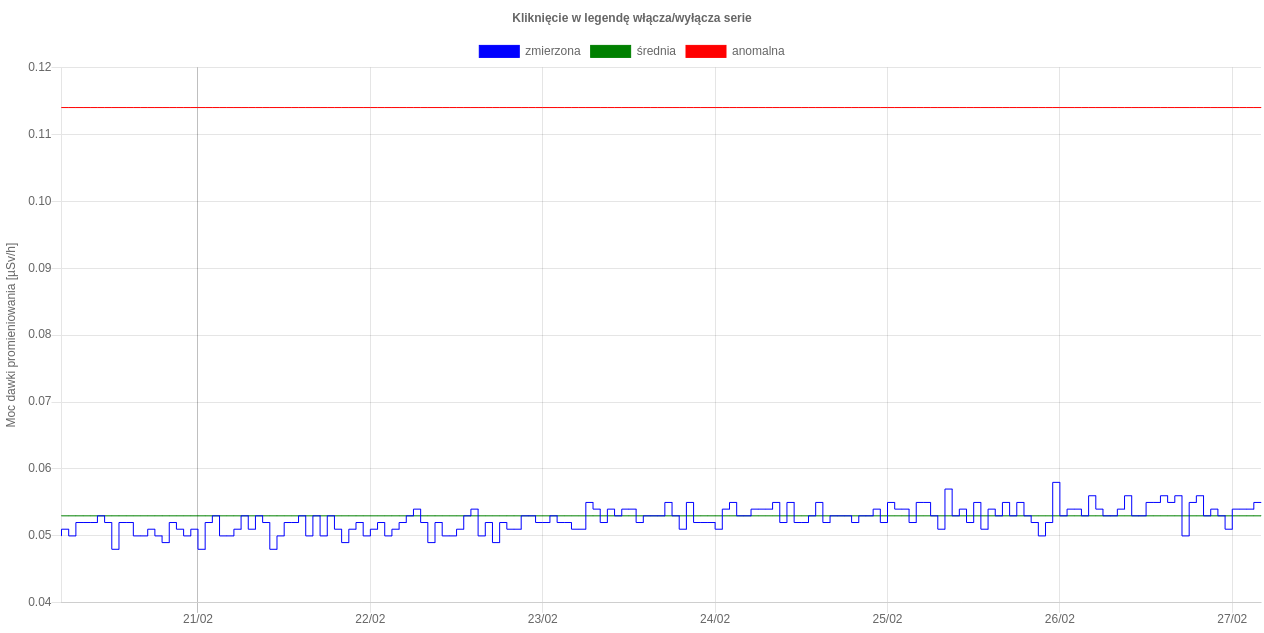 Kliknięcie w legendę włącza/wyłącza serie
zmierzona średnia anomalna
Moc dawki promieniowania [µSv/h]
0.12
0.11
0.10
0.09
0.08
0.07
0.06
0.05
0.04
21/02 22/02 23/02 24/02 25/02 26/02 27/02